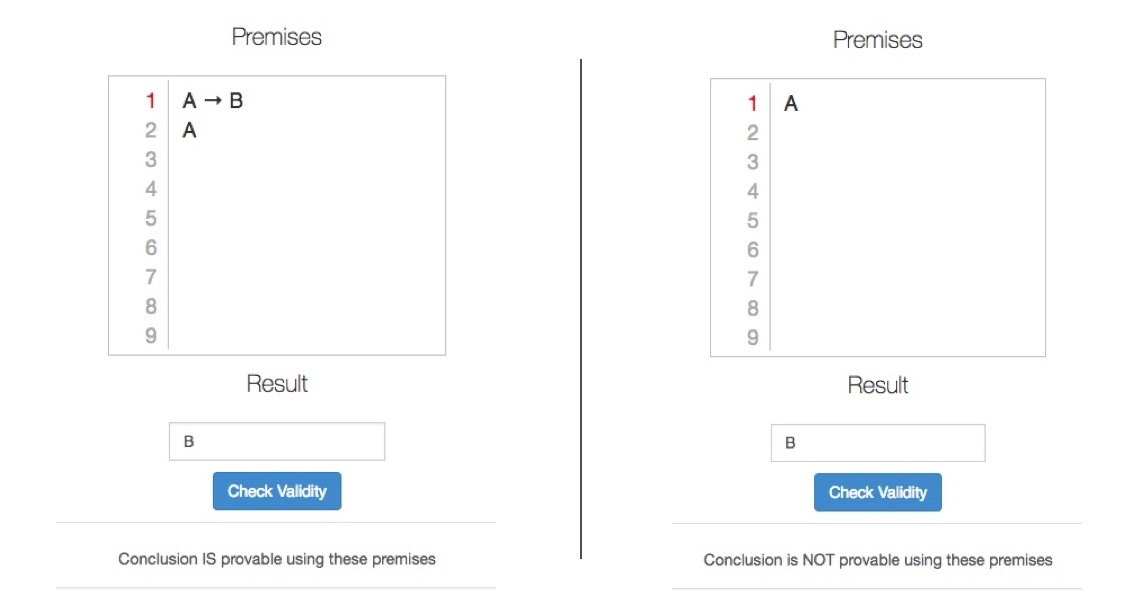 Premises
1 A → B
2 A
3
4
5
6
7
8
9
Result
B
Check Validity
Conclusion IS provable using these premises
Premises
1 A
2
3
4
5
6
7
8
9
Result
B
Check Validity
Conclusion is NOT provable using these premises